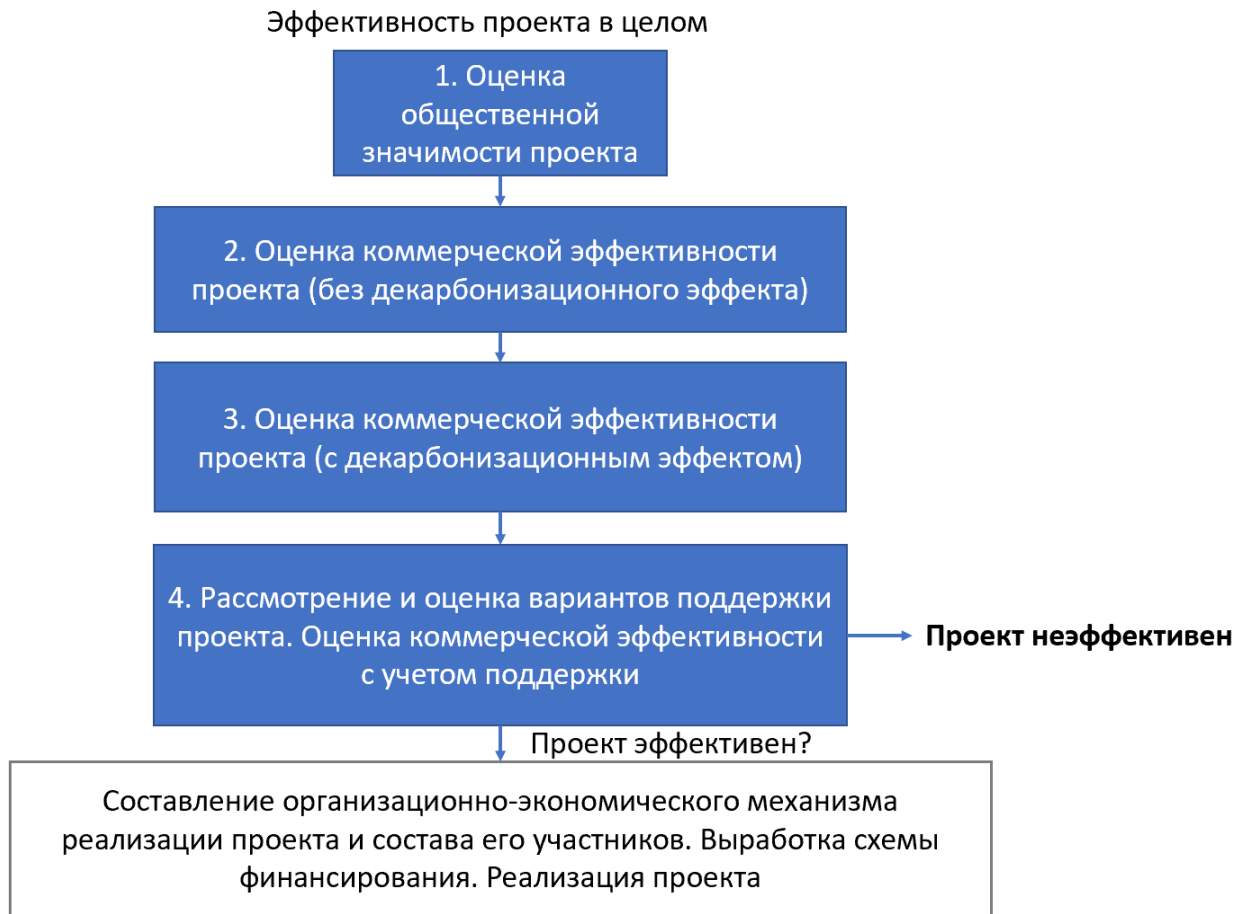 Эффективность проекта в целом
1. Оценка
общественной
значимости проекта
2. Оценка коммерческой эффективности
проекта (без декарбонизационного эффекта)
3. Оценка коммерческой эффективности
проекта (с декарбонизационным эффектом)
4. Рассмотрение и оценка вариантов поддержки
проекта. Оценка коммерческой эффективности
с учетом поддержки
Проект неэффективен
Проект эффективен?
Составление организационно-экономического механизма
реализации проекта и состава его участников. Выработка схемы
финансирования. Реализация проекта